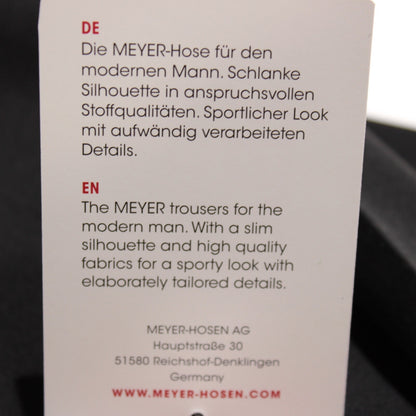 DE
Die MEYER-Hose für den
modernen Mann. Schlanke
Silhouette in anspruchsvollen
Stoffqualitäten. Sportlicher Look
mit aufwändig verarbeiteten
Details.
EN
The MEYER trousers for the
modern man. With a slim
silhouette and high quality
fabrics for a sporty look with
elaborately tailored details.
MEYER-HOSEN AG
Hauptstraße 30
51580 Reichshof-Denklingen
Germany
WWW.MEYER-HOSEN.COM